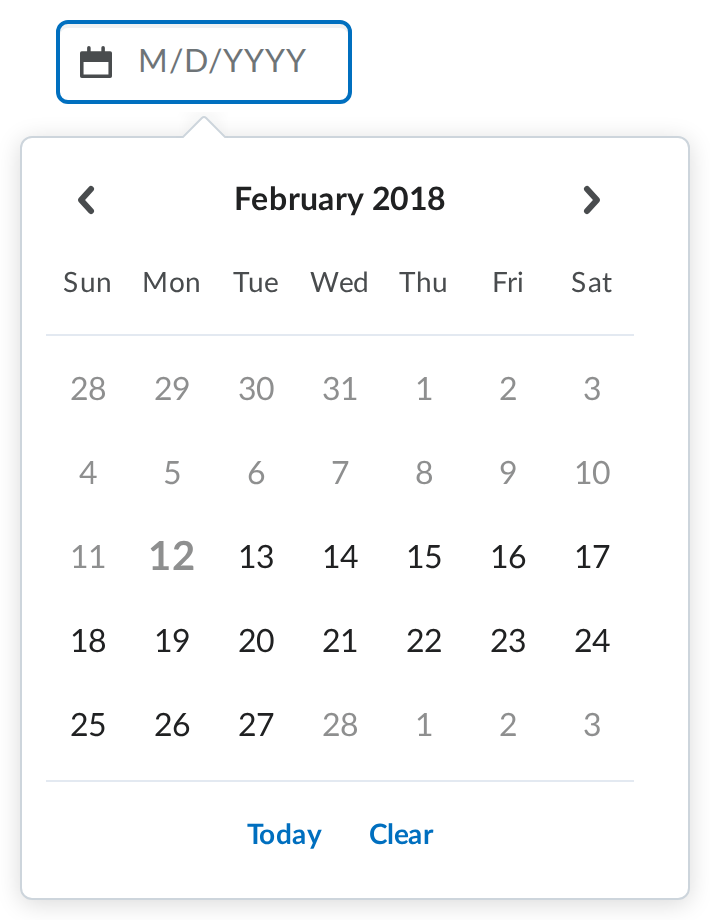 M/D/YYYY
February 2018
Sun Mon Tue Wed Thu Fri Sat
28 29 30 31 1 2 3
4 5 6 7 8 9 10
11 12 13 14 15 16 17
18 19 20 21 22 23 24
25 26 27 28 1 2 3
Today Clear